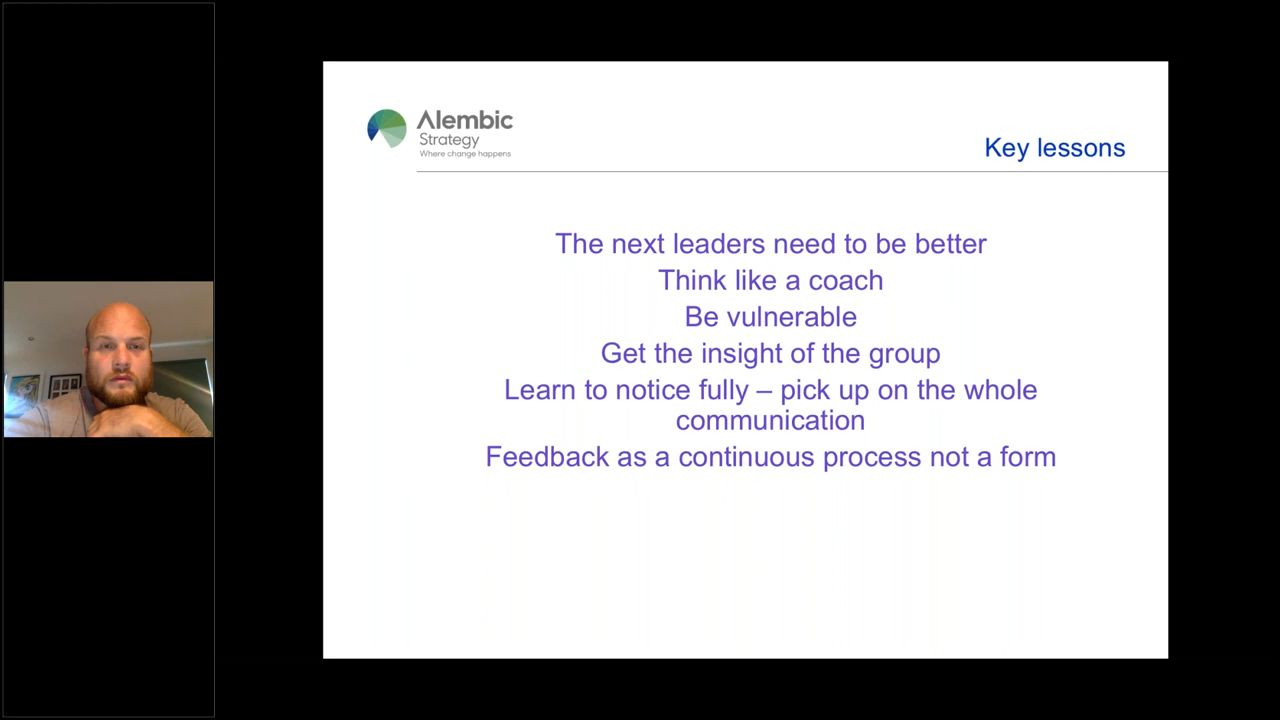 Alembic
Strategy
Where change happens
Key lessons
The next leaders need to be better
Think like a coach
Be vulnerable
Get the insight of the group
Learn to notice fully – pick up on the whole
communication
Feedback as a continuous process not a form